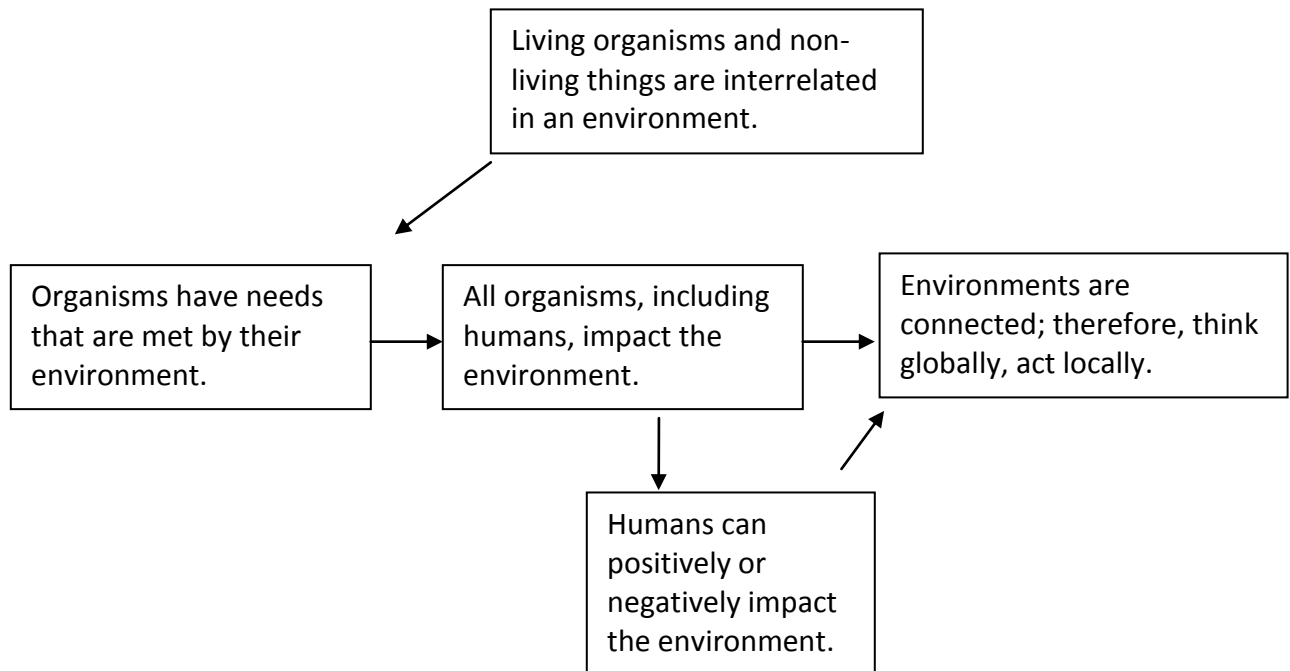 Living organisms and non-
living things are interrelated
in an environment.
Organisms have needs
that are met by their
environment.
All organisms, including
humans, impact the
environment.
Environments are
connected; therefore, think
globally, act locally.
Humans can
positively or
negatively impact
the environment.